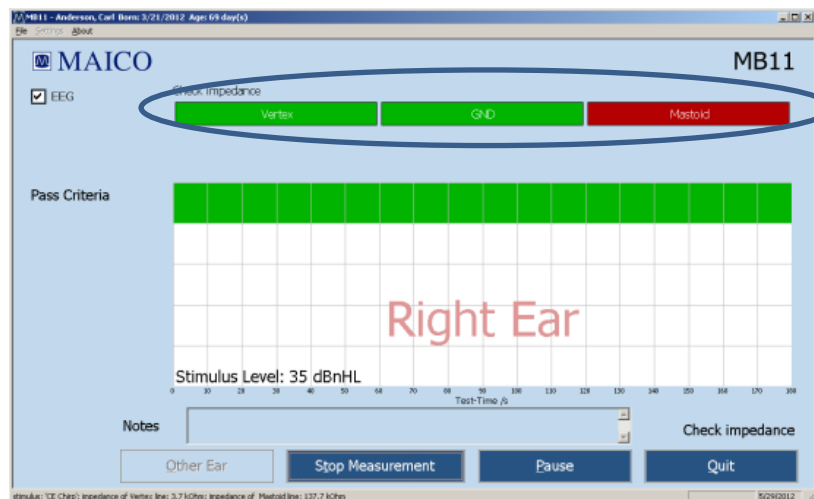 MB11 - Anderson, Carl Born: 3/21/2012 Age: 69 day(s)
File Settings About
MAICO
MB11
EEG
Check impedance
Vertex GND Mastoid
Pass Criteria
Right Ear
Stimulus Level: 35 dBnHL
0 10 20 30 40 50 60 70 80 90 100 110 120 130 140 150 160 170 180
Test-Time /s
Notes
Check impedance
Other Ear Stop Measurement Pause Quit
stimulus: 'CE Chirp'; impedance of Vertex line: 3.7 kOhm; impedance of Mastoid line: 137.7 kOhm 5/29/2012